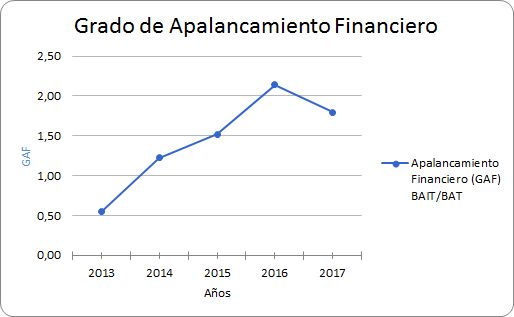 Grado de Apalancamiento Financiero
2,50
2,00
1,50
1,00
0,50
0,00
GAF
2013 2014 2015 2016 2017
Años
Apalancamiento
Financiero (GAF)
BAIT/BAT